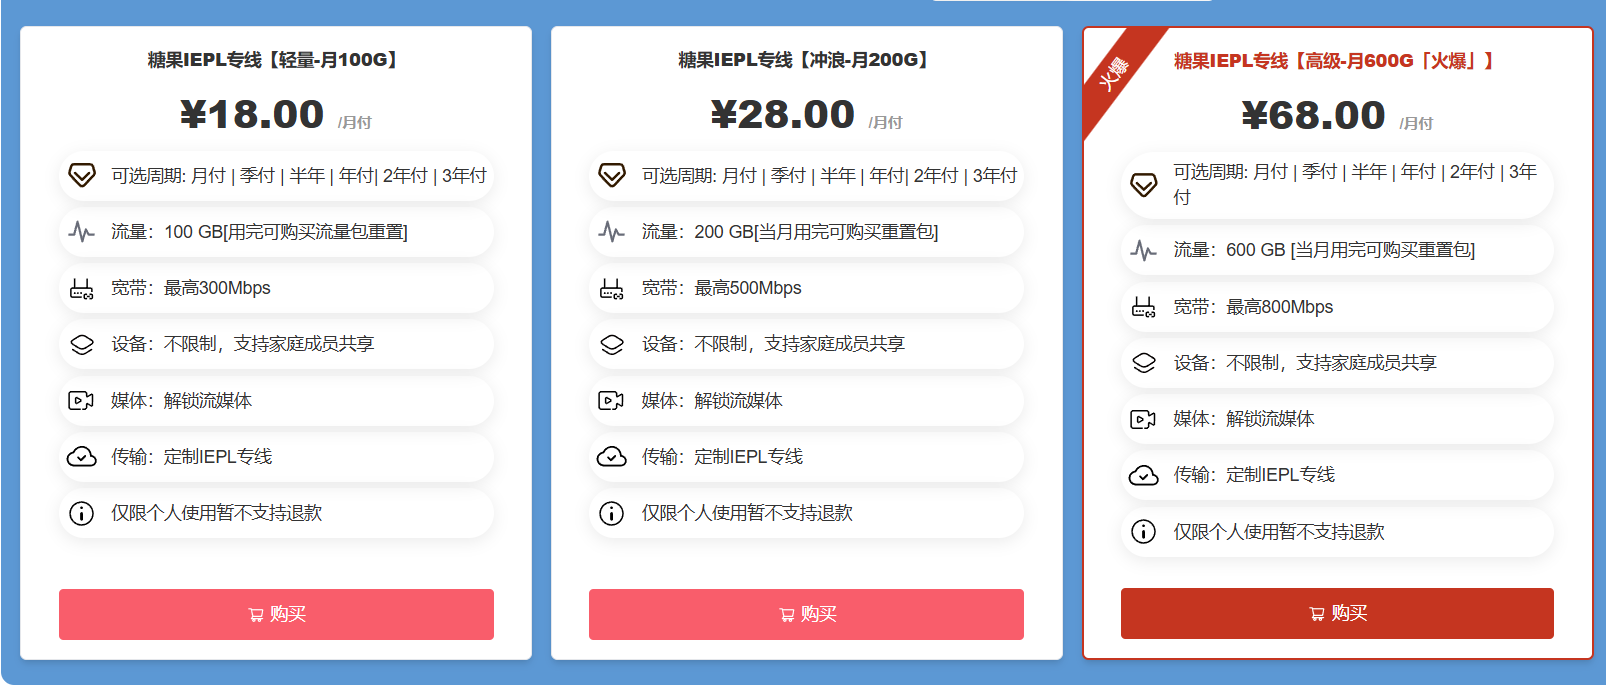 糖果IEPL专线【轻量-月100G】
¥18.00 /月付
可选周期: 月付 | 季付 | 半年 | 年付| 2年付 | 3年付
流量：100 GB[用完可购买流量包重置]
宽带：最高300Mbps
设备：不限制，支持家庭成员共享
媒体：解锁流媒体
传输：定制IEPL专线
仅限个人使用暂不支持退款
购买
糖果IEPL专线【冲浪-月200G】
¥28.00 /月付
可选周期: 月付 | 季付 | 半年 | 年付| 2年付 | 3年付
流量：200 GB[当月用完可购买重置包]
宽带：最高500Mbps
设备：不限制，支持家庭成员共享
媒体：解锁流媒体
传输：定制IEPL专线
仅限个人使用暂不支持退款
购买
火爆
糖果IEPL专线【高级-月600G「火爆」】
¥68.00 /月付
可选周期: 月付 | 季付 | 半年 | 年付 | 2年付 | 3年
付
流量：600 GB [当月用完可购买重置包]
宽带：最高800Mbps
设备：不限制，支持家庭成员共享
媒体：解锁流媒体
传输：定制IEPL专线
仅限个人使用暂不支持退款
购买